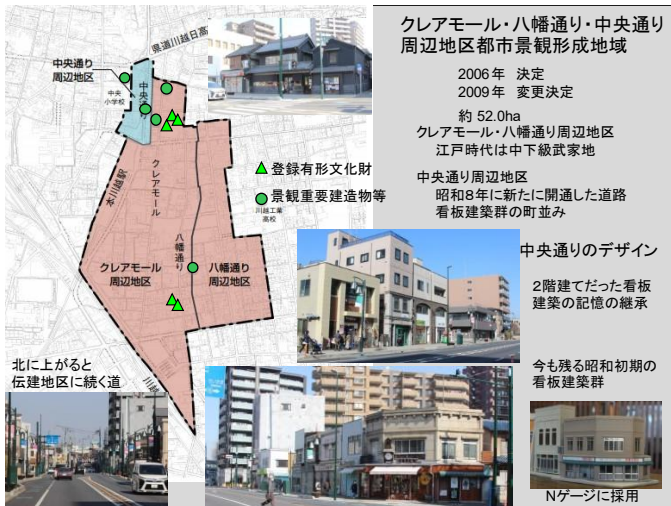 クレアモール・八幡通り・中央通り
周辺地区都市景観形成地域
2006年 決定
2009年 変更決定
約 52.0ha
クレアモール・八幡通り周辺地区
江戸時代は中下級武家地
中央通り周辺地区
昭和8年に新たに開通した道路
看板建築群の町並み
中央通りのデザイン
2階建てだった看板
建築の記憶の継承
今も残る昭和初期の
看板建築群
Nゲージに採用
県道川越日高
中央通り
周辺地区
中央
小学校
中央通り
登録有形文化財
景観重要建造物等
川越工業
高校
本川越駅
クレアモール
八幡通り
クレアモール
周辺地区
八幡通り
周辺地区
川越
北に上がると
伝建地区に続く道